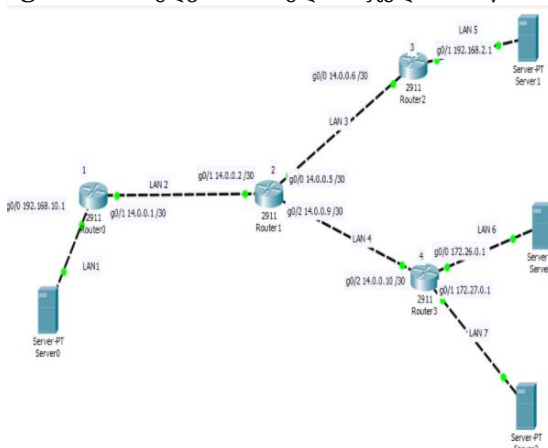 LAN 5
3
g0/1 192.168.2.1
Server-PT
Server1
g0/0 14.0.0.6 /30
2911
Router2
LAN 3
1
g0/1 14.0.0.2 /30
2
LAN 2
g0/0 14.0.0.5 /30
g0/0 192.168.10.1
2911
Router0
g0/1 14.0.0.1 /30
2911
Router1
g0/2 14.0.0.9 /30
LAN 6
LAN 4
4
g0/0 172.26.0.1
LAN1
g0/2 14.0.0.10 /30
2911
Router3
g0/1 172.27.0.1
LAN 7
Server-PT
Server0
Server-PT